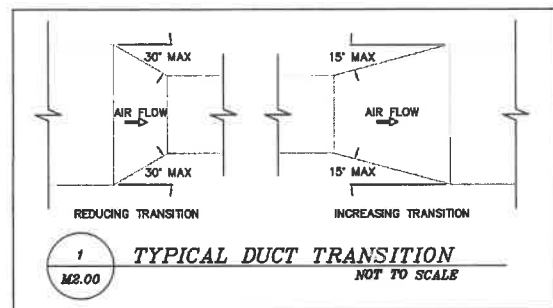 30° MAX
15° MAX
AIR FLOW
AIR FLOW
30° MAX
15° MAX
REDUCING TRANSITION
INCREASING TRANSITION
1
M2.00
TYPICAL DUCT TRANSITION
NOT TO SCALE